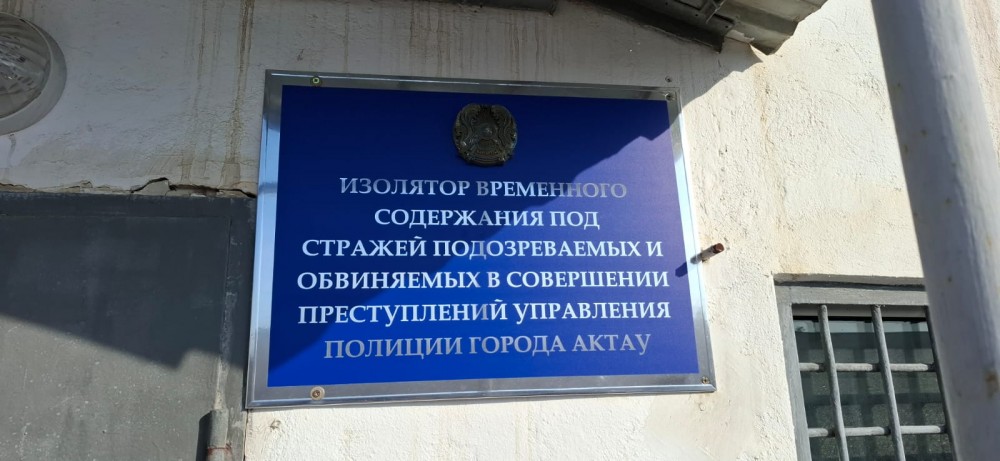 ИЗОЛЯТОР ВРЕМЕННОГО
СОДЕРЖАНИЯ ПОД
СТРАЖЕЙ ПОДОЗРЕВАЕМЫХ И
ОБВИНЯЕМЫХ В СОВЕРШЕНИИ
ПРЕСТУПЛЕНИЙ УПРАВЛЕНИЯ
ПОЛИЦИИ ГОРОДА АКТАУ